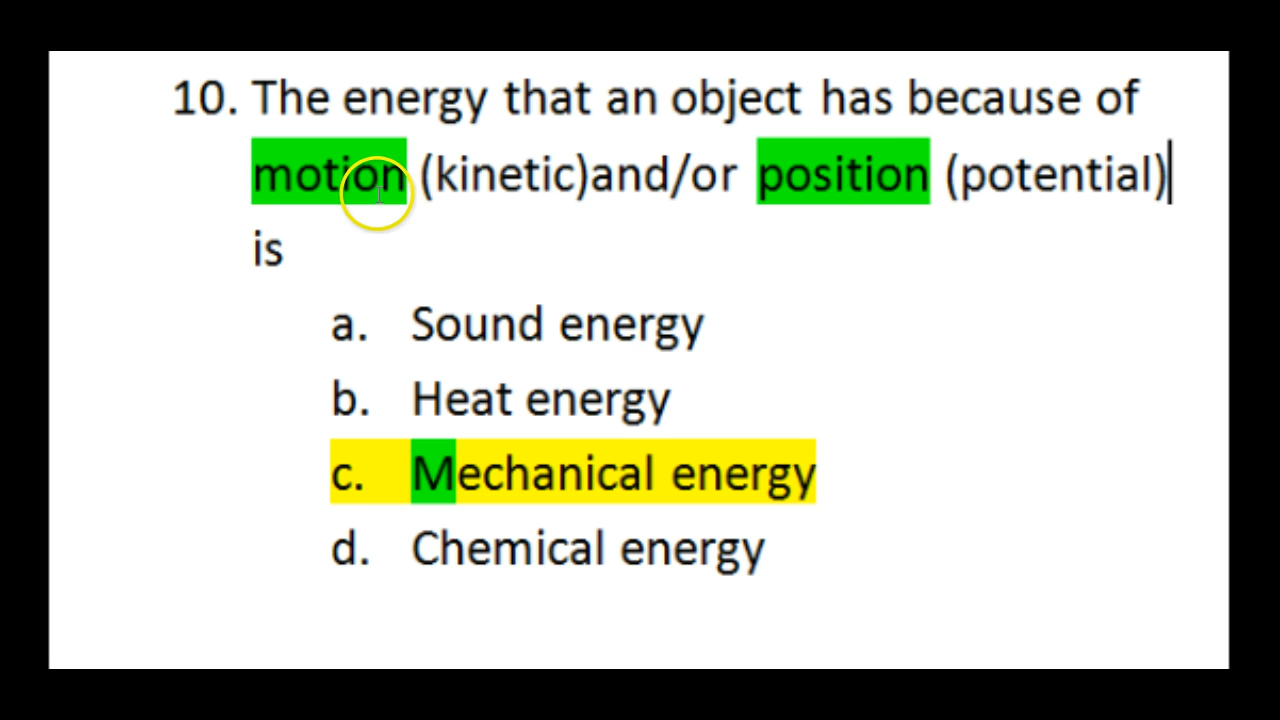 10. The energy that an object has because of
motion (kinetic)and/or position (potential)
is
a. Sound energy
b. Heat energy
c. Mechanical energy
d. Chemical energy